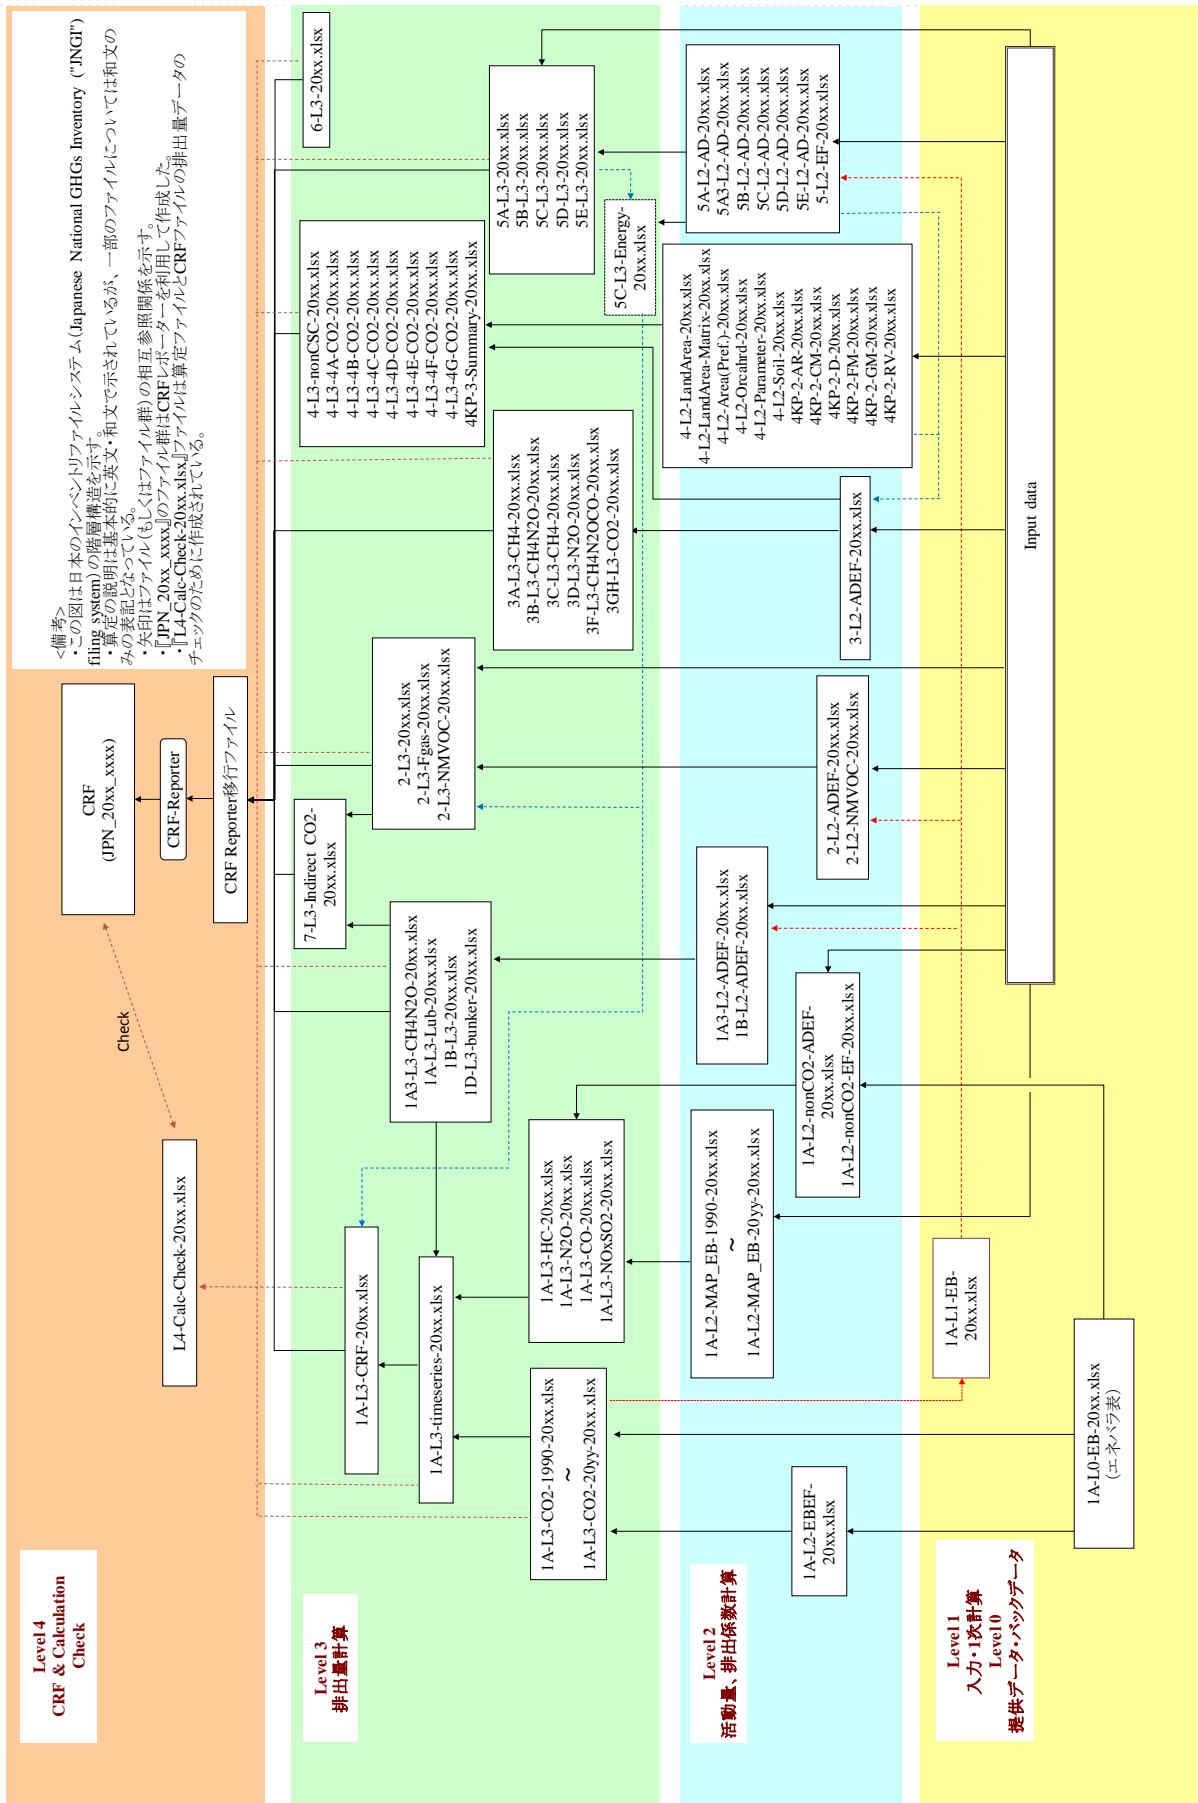 Level 4
CRF & Calculation
Check
L4-Calc-Check-20xx.xlsx
Check
CRF
(JPN_20xx_xxxx)
CRF-Reporter
CRF Reporter移行ファイル
<備考>
・この図は日本のインベントリファイルシステム(Japanese National GHGs Inventory ("JNGI")
filing system)の階層構造を示す。
・算定の説明は基本的に英文・和文で示されているが、一部のファイルについては和文の
みの表記となっている。
・矢印はファイル(もしくはファイル群)の相互参照関係を示す。
・『JPN_20xx_xxxx』のファイル群はCRFレポーターを利用して作成した。
・『L4-Calc-Check-20xx.xlsx』ファイルは算定ファイルとCRFファイルの排出量データの
チェックのために作成されている。
Level 3
排出量計算
1A-L3-CO2-1990-20xx.xlsx
～
1A-L3-CO2-20yy-20xx.xlsx
1A-L3-CRF-20xx.xlsx
1A-L3-timeseries-20xx.xlsx
1A-L3-HC-20xx.xlsx
1A-L3-N2O-20xx.xlsx
1A-L3-CO-20xx.xlsx
1A-L3-NOxSO2-20xx.xlsx
1A3-L3-CH4N2O-20xx.xlsx
1A-L3-Lub-20xx.xlsx
1B-L3-20xx.xlsx
1D-L3-bunker-20xx.xlsx
7-L3-Indirect CO2-
20xx.xlsx
2-L3-20xx.xlsx
2-L3-Fgas-20xx.xlsx
2-L3-NMVOC-20xx.xlsx
3A-L3-CH4-20xx.xlsx
3B-L3-CH4N2O-20xx.xlsx
3C-L3-CH4-20xx.xlsx
3D-L3-N2O-20xx.xlsx
3F-L3-CH4N2OCO-20xx.xlsx
3GH-L3-CO2-20xx.xlsx
4-L3-nonCSC-20xx.xlsx
4-L3-4A-CO2-20xx.xlsx
4-L3-4B-CO2-20xx.xlsx
4-L3-4C-CO2-20xx.xlsx
4-L3-4D-CO2-20xx.xlsx
4-L3-4E-CO2-20xx.xlsx
4-L3-4F-CO2-20xx.xlsx
4-L3-4G-CO2-20xx.xlsx
4KP-3-Summary-20xx.xlsx
5A-L3-20xx.xlsx
5B-L3-20xx.xlsx
5C-L3-20xx.xlsx
5D-L3-20xx.xlsx
5E-L3-20xx.xlsx
5C-L3-Energy-
20xx.xlsx
6-L3-20xx.xlsx
Level 2
活動量、排出係数計算
1A-L2-EBEF-
20xx.xlsx
1A-L2-MAP_EB-1990-20xx.xlsx
～
1A-L2-MAP_EB-20yy-20xx.xlsx
1A-L2-nonCO2-ADEF-
20xx.xlsx
1A-L2-nonCO2-EF-20xx.xlsx
1A3-L2-ADEF-20xx.xlsx
1B-L2-ADEF-20xx.xlsx
2-L2-ADEF-20xx.xlsx
2-L2-NMVOC-20xx.xlsx
3-L2-ADEF-20xx.xlsx
4-L2-LandArea-20xx.xlsx
4-L2-LandArea-Matrix-20xx.xlsx
4-L2-Area(Pref.)-20xx.xlsx
4-L2-Orcahrd-20xx.xlsx
4-L2-Parameter-20xx.xlsx
4-L2-Soil-20xx.xlsx
4KP-2-AR-20xx.xlsx
4KP-2-CM-20xx.xlsx
4KP-2-D-20xx.xlsx
4KP-2-FM-20xx.xlsx
4KP-2-GM-20xx.xlsx
4KP-2-RV-20xx.xlsx
5A-L2-AD-20xx.xlsx
5A3-L2-AD-20xx.xlsx
5B-L2-AD-20xx.xlsx
5C-L2-AD-20xx.xlsx
5D-L2-AD-20xx.xlsx
5E-L2-AD-20xx.xlsx
5-L2-EF-20xx.xlsx
Level 1
入力・1次計算
Level 0
提供データ・バックデータ
1A-L1-EB-
20xx.xlsx
1A-L0-EB-20xx.xlsx
(エネバラ表)
Input data